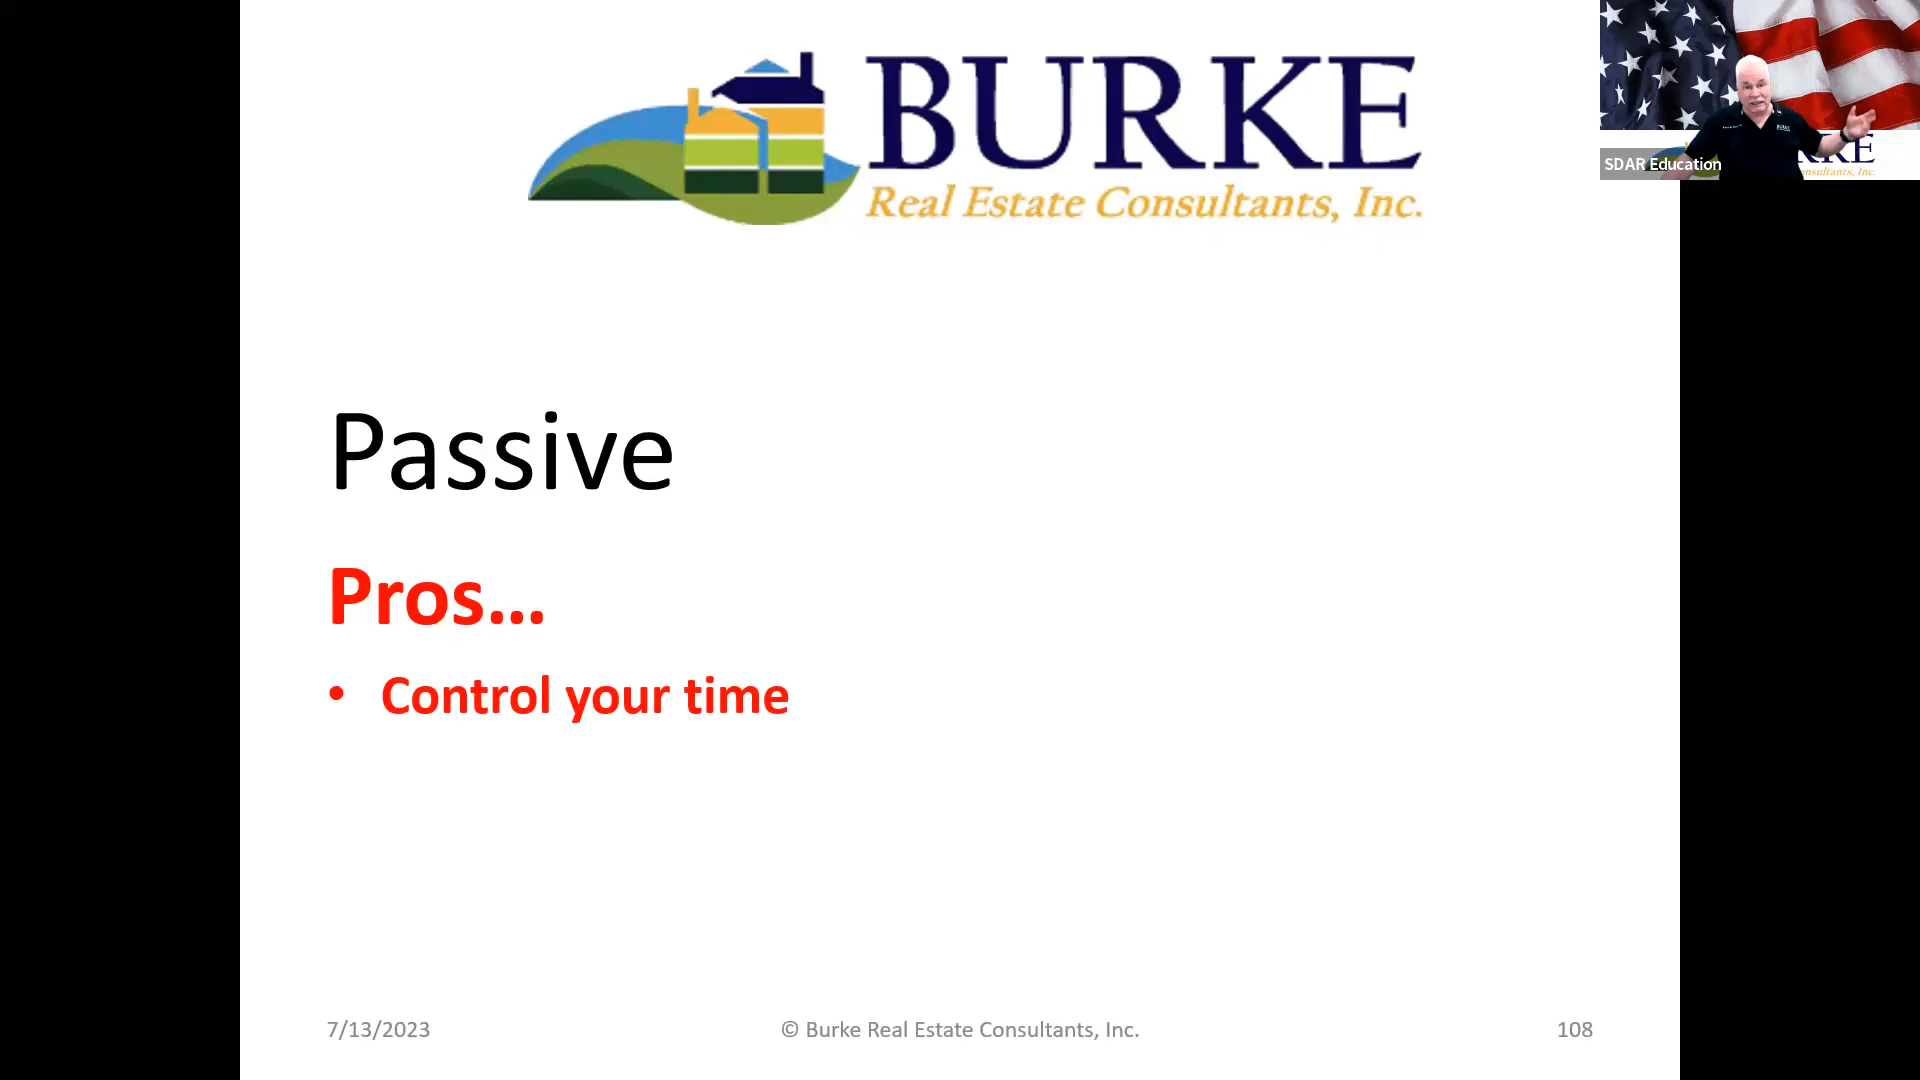 BURKE
Real Estate Consultants, Inc.
SDAR Education
Passive
Pros...
• Control your time
7/13/2023
© Burke Real Estate Consultants, Inc.
108